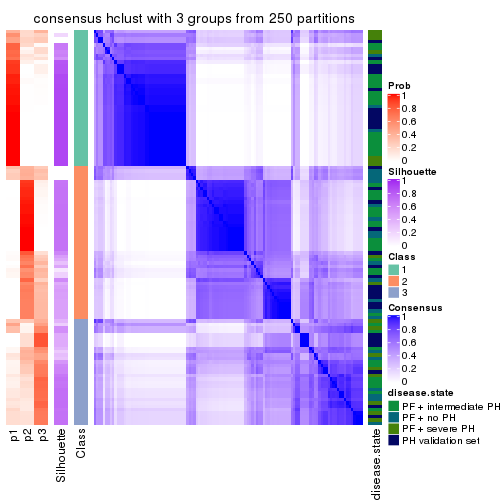 consensus hclust with 3 groups from 250 partitions
Prob
1
0.8
0.6
0.4
0.2
0
Silhouette
1
0.8
0.6
0.4
0.2
0
Class
1
2
3
Consensus
1
0.8
0.6
0.4
0.2
0
disease.state
PF + intermediate PH
PF + no PH
PF + severe PH
PH validation set
p1
p2
p3
Silhouette
Class
disease.state